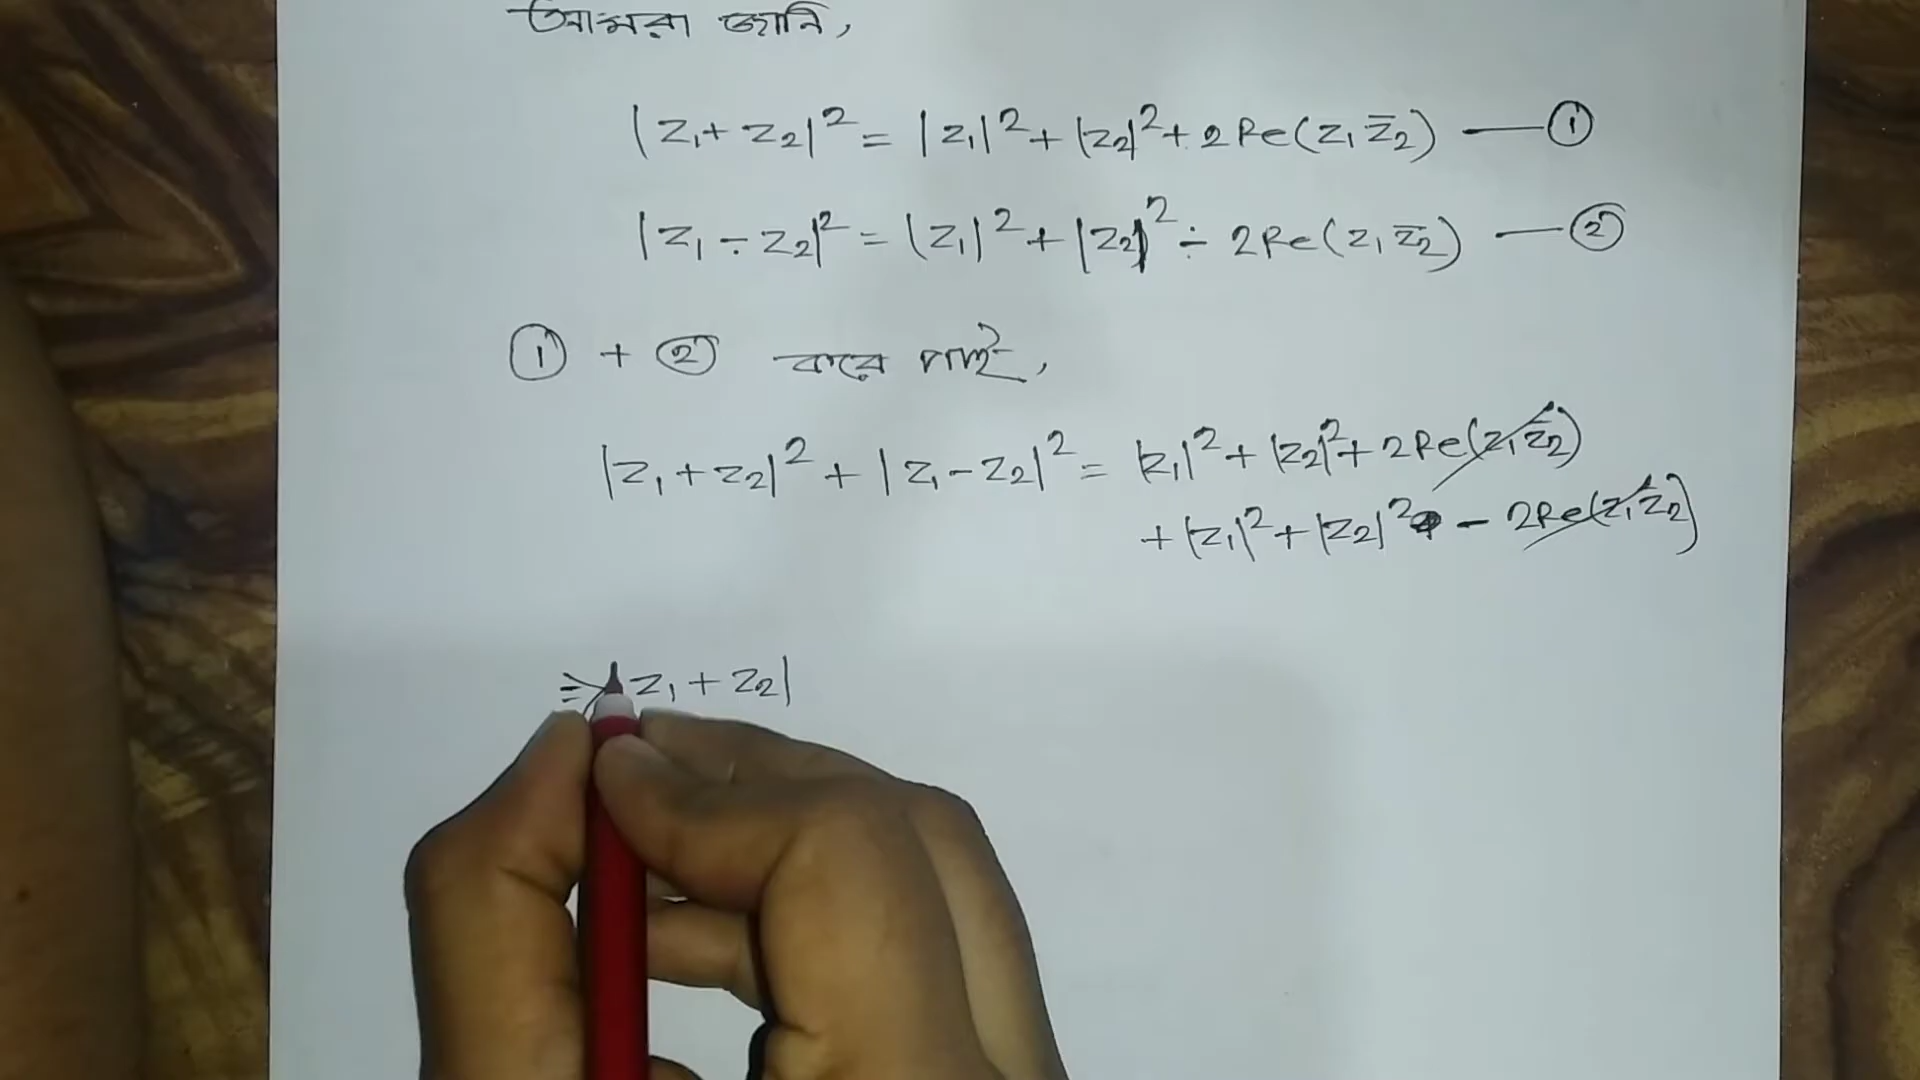 আমরা জানি,
|z₁+ z₂|² = |z₁|² + |z₂|² + 2Re(z₁z̄₂) — ①
|z₁ ÷ z₂|² = |z₁|² + |z₂|² ÷ 2Re(z₁z̄₂) — ②
① + ② করে পাই,
|z₁ + z₂|² + |z₁ - z₂|² = |z₁|² + |z₂|² + 2Re(z₁z̄₂)
+ |z₁|² + |z₂|² - 2Re(z₁z̄₂)
⇒ |z₁ + z₂|